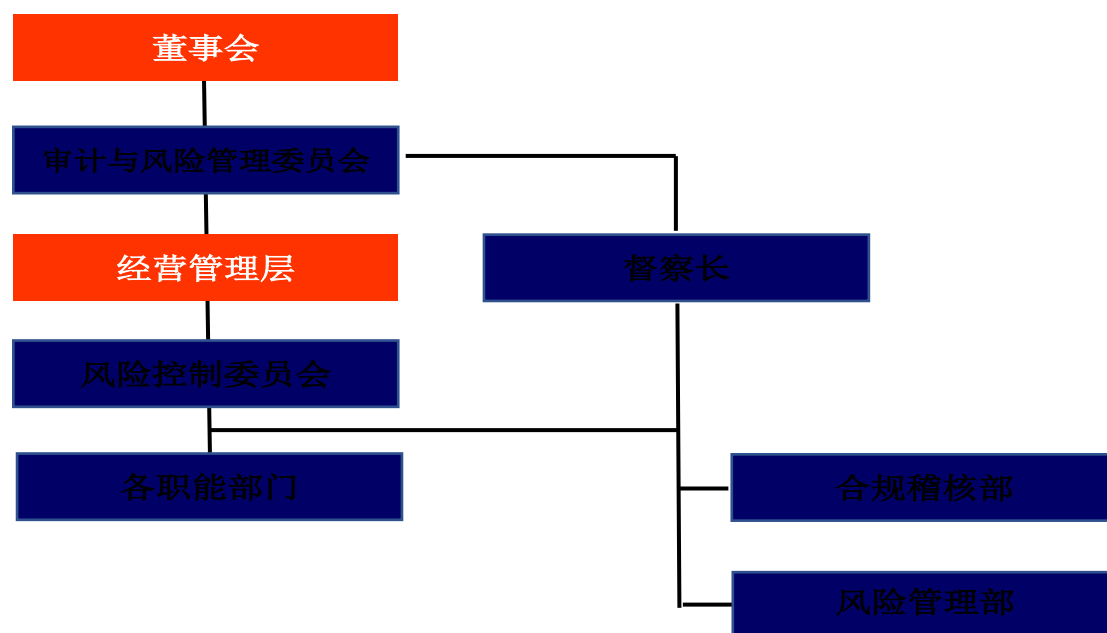 董事会
审计与风险管理委员会
经营管理层
督察长
风险控制委员会
各职能部门
合规稽核部
风险管理部